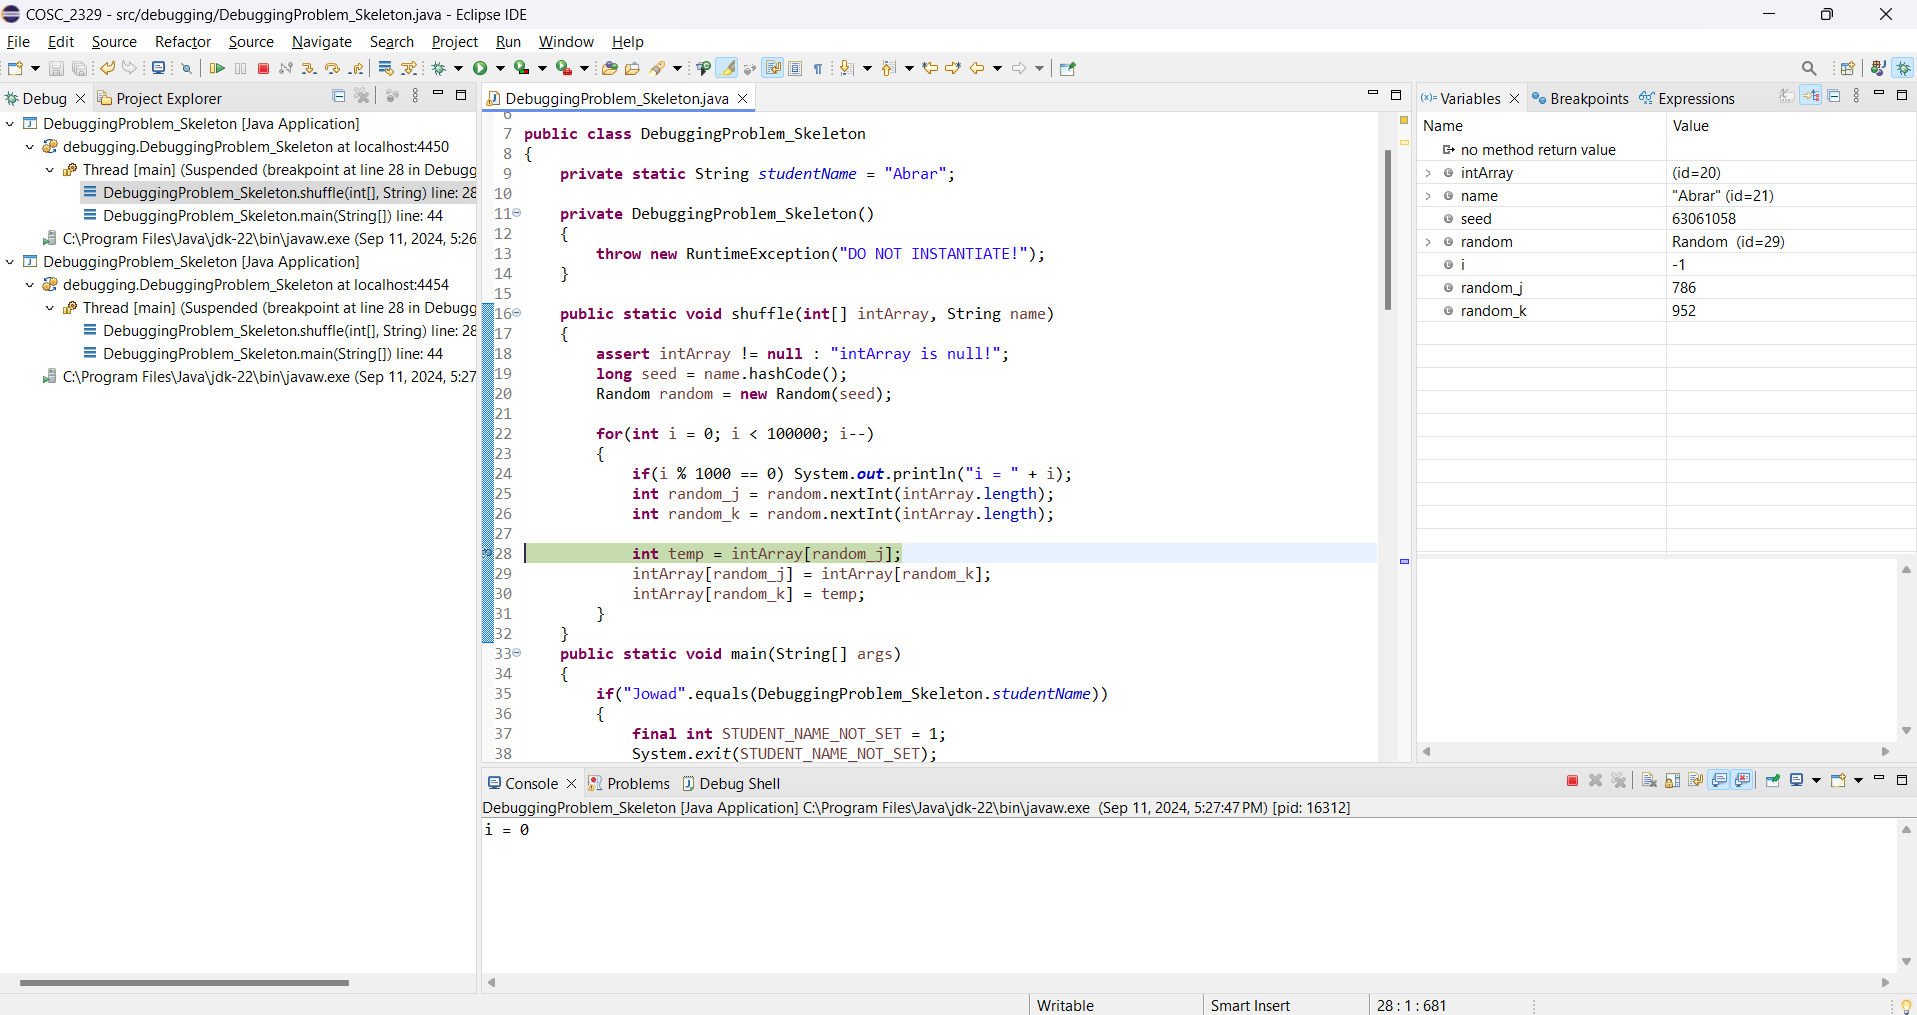 COSC_2329 - src/debugging/DebuggingProblem_Skeleton.java - Eclipse IDE
File Edit Source Refactor Source Navigate Search Project Run Window Help
Debug Project Explorer
DebuggingProblem_Skeleton [Java Application]
debugging.DebuggingProblem_Skeleton at localhost:4450
Thread [main] (Suspended (breakpoint at line 28 in Debugg
DebuggingProblem_Skeleton.shuffle(int[], String) line: 28
DebuggingProblem_Skeleton.main(String[]) line: 44
C:\Program Files\Java\jdk-22\bin\javaw.exe (Sep 11, 2024, 5:26
DebuggingProblem_Skeleton [Java Application]
debugging.DebuggingProblem_Skeleton at localhost:4454
Thread [main] (Suspended (breakpoint at line 28 in Debugg
DebuggingProblem_Skeleton.shuffle(int[], String) line: 28
DebuggingProblem_Skeleton.main(String[]) line: 44
C:\Program Files\Java\jdk-22\bin\javaw.exe (Sep 11, 2024, 5:27
DebuggingProblem_Skeleton.java
6
7 public class DebuggingProblem_Skeleton
8 {
9 private static String studentName = "Abrar";
10
11 private DebuggingProblem_Skeleton()
12 {
13 throw new RuntimeException("DO NOT INSTANTIATE!");
14 }
15
16 public static void shuffle(int[] intArray, String name)
17 {
18 assert intArray != null : "intArray is null!";
19 long seed = name.hashCode();
20 Random random = new Random(seed);
21
22 for(int i = 0; i < 100000; i--)
23 {
24 if(i % 1000 == 0) System.out.println("i = " + i);
25 int random_j = random.nextInt(intArray.length);
26 int random_k = random.nextInt(intArray.length);
27
28 int temp = intArray[random_j];
29 intArray[random_j] = intArray[random_k];
30 intArray[random_k] = temp;
31 }
32 }
33 public static void main(String[] args)
34 {
35 if("Jowad".equals(DebuggingProblem_Skeleton.studentName))
36 {
37 final int STUDENT_NAME_NOT_SET = 1;
38 System.exit(STUDENT_NAME_NOT_SET);
(x)= Variables Breakpoints Expressions
Name Value
no method return value
intArray (id=20)
name "Abrar" (id=21)
seed 63061058
random Random (id=29)
i -1
random_j 786
random_k 952
Console Problems Debug Shell
DebuggingProblem_Skeleton [Java Application] C:\Program Files\Java\jdk-22\bin\javaw.exe (Sep 11, 2024, 5:27:47 PM) [pid: 16312]
i = 0
Writable Smart Insert 28 : 1 : 681